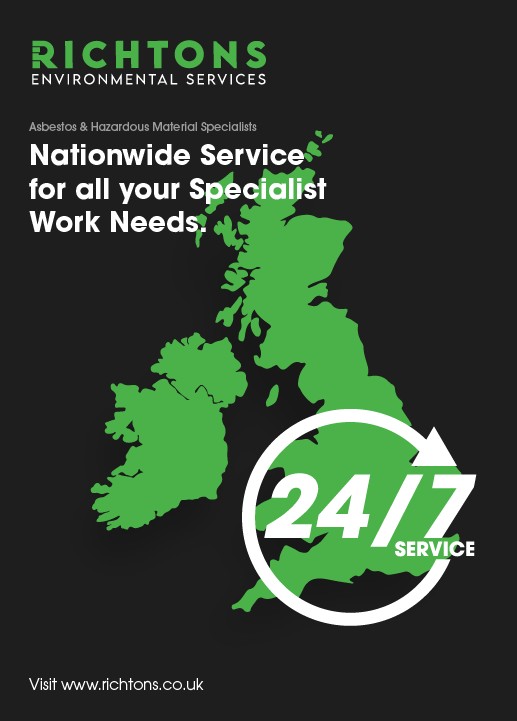 RICHTONS
ENVIRONMENTAL SERVICES
Asbestos & Hazardous Material Specialists
Nationwide Service
for all your Specialist
Work Needs.
24/7
SERVICE
Visit www.richtons.co.uk